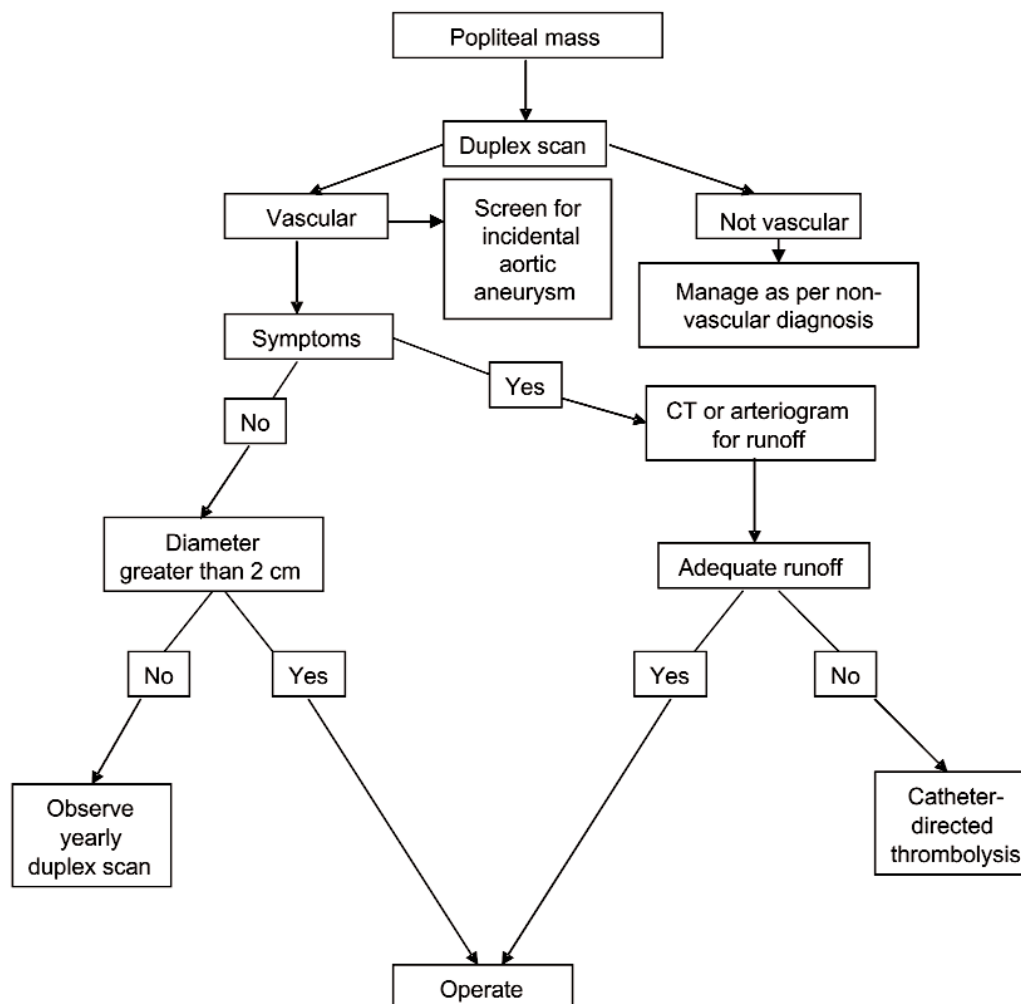 Popliteal mass
Duplex scan
Vascular
Screen for
incidental
aortic
aneurysm
Not vascular
Manage as per non-
vascular diagnosis
Symptoms
Yes
No
CT or arteriogram
for runoff
Diameter
greater than 2 cm
Adequate runoff
No
Yes
Yes
No
Observe
yearly
duplex scan
Catheter-
directed
thrombolysis
Operate